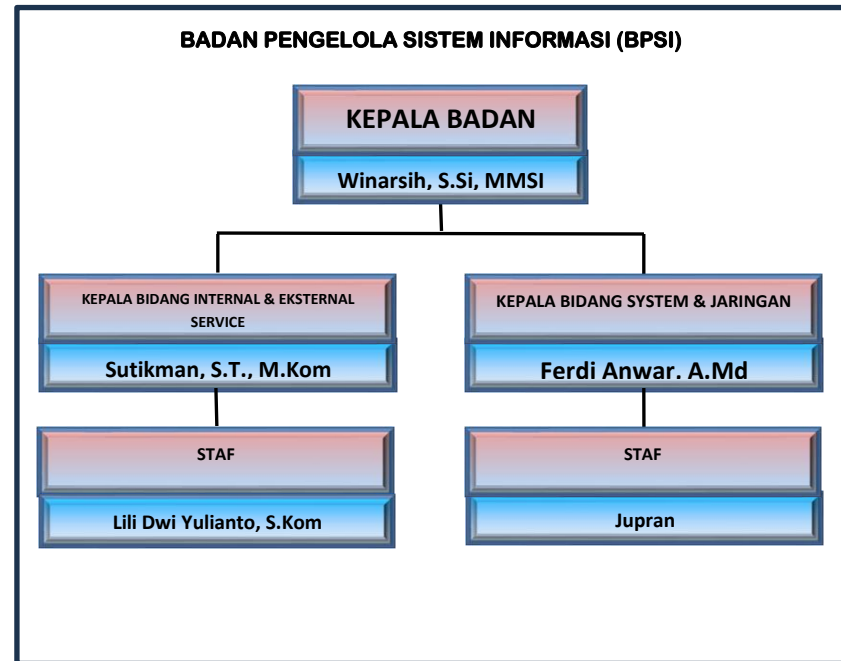 BADAN PENGELOLA SISTEM INFORMASI (BPSI)
KEPALA BADAN
Winarsih, S.Si, MMSI
KEPALA BIDANG INTERNAL & EKSTERNAL
SERVICE
Sutikman, S.T., M.Kom
KEPALA BIDANG SYSTEM & JARINGAN
Ferdi Anwar. A.Md
STAF
Lili Dwi Yulianto, S.Kom
STAF
Jupran